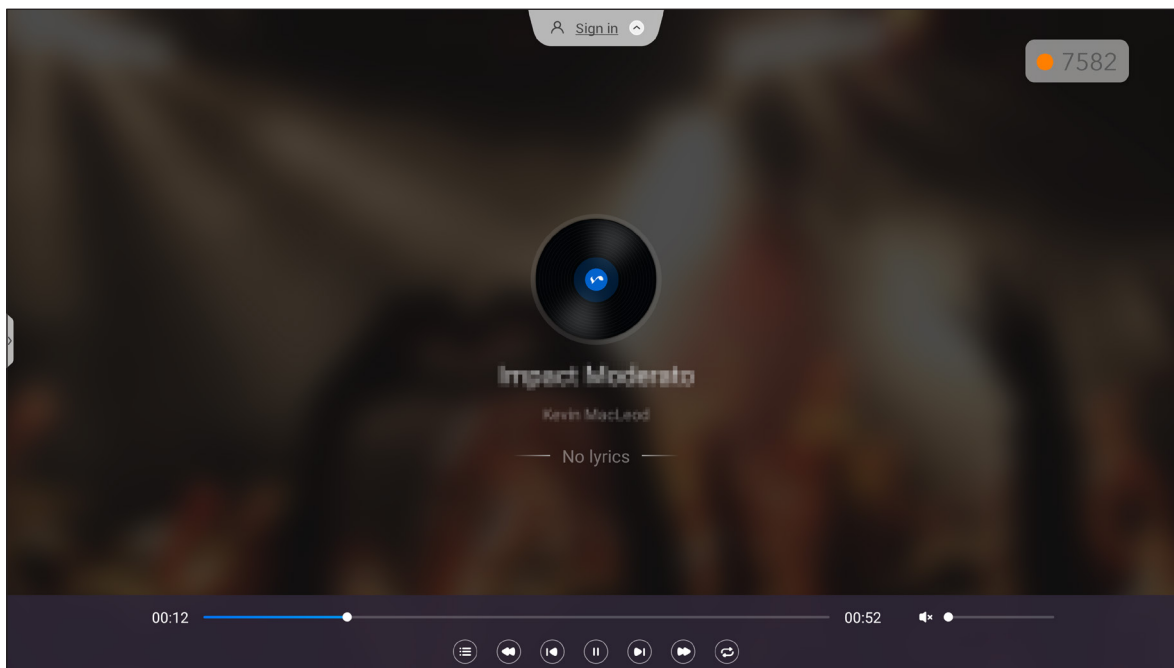 Sign in
7582
Impact Moderato
Kevin MacLeod
No lyrics
00:12
00:52